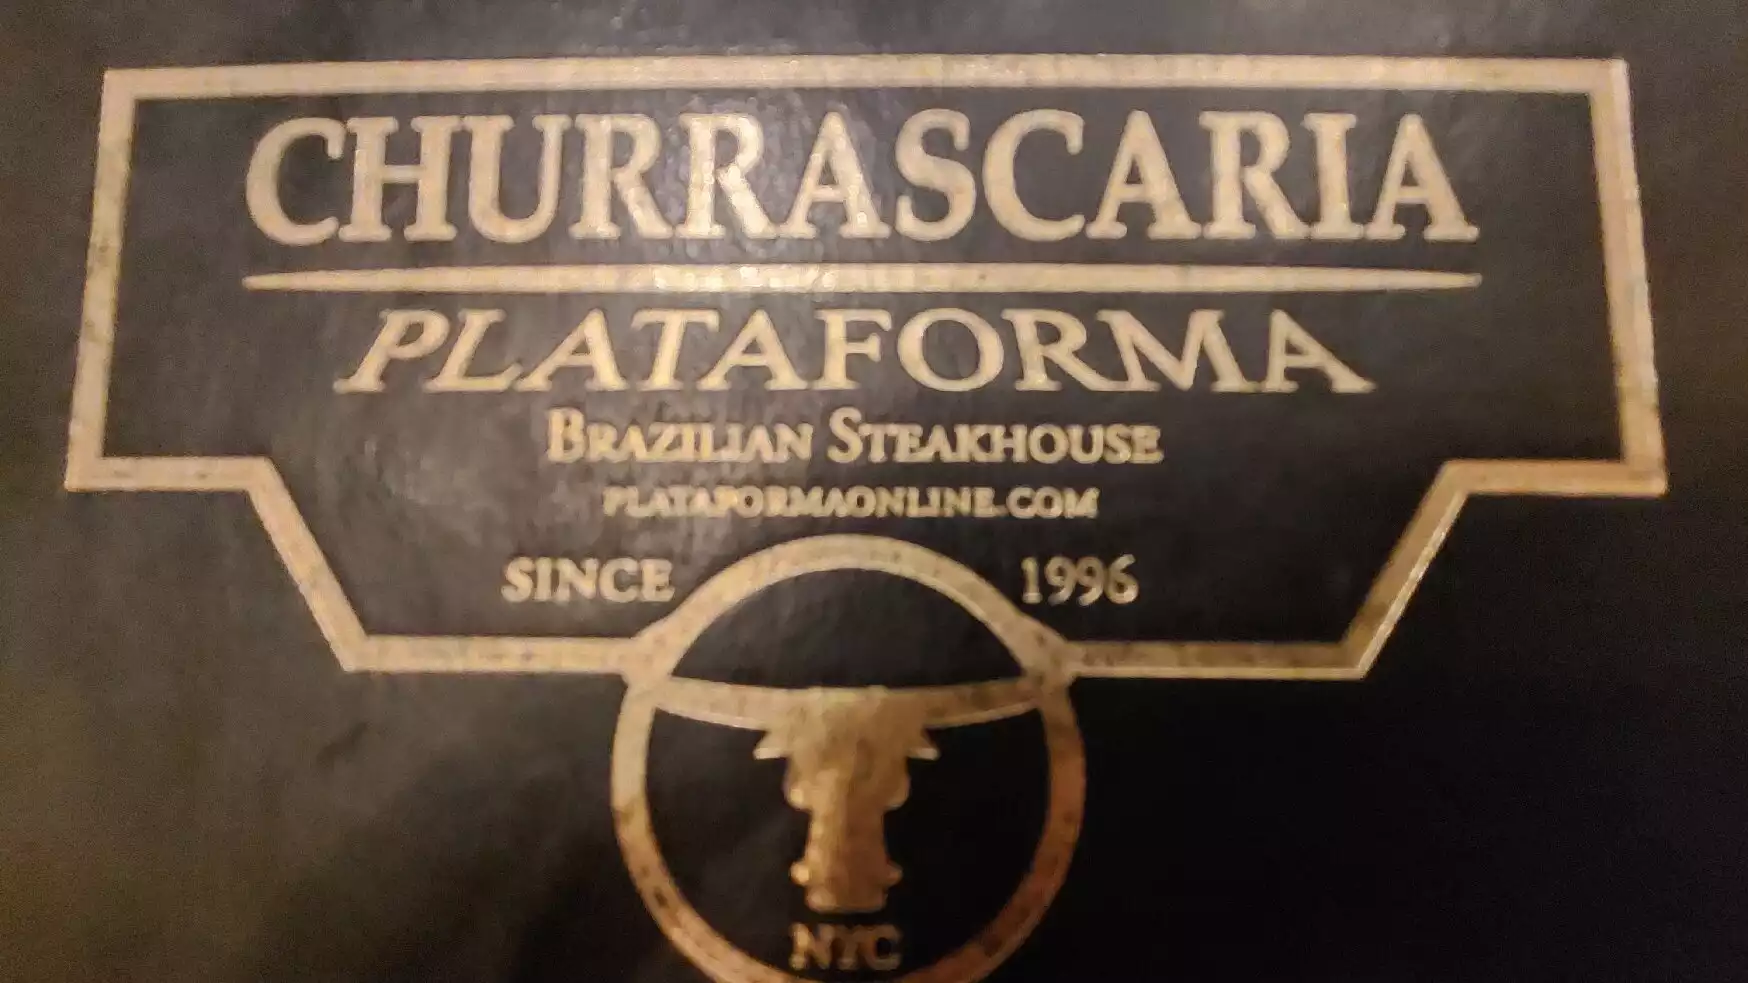 CHURRASCARIA
PLATAFORMA
BRAZILIAN STEAKHOUSE
PLATAFORMAONLINE.COM
SINCE 1996
NYC